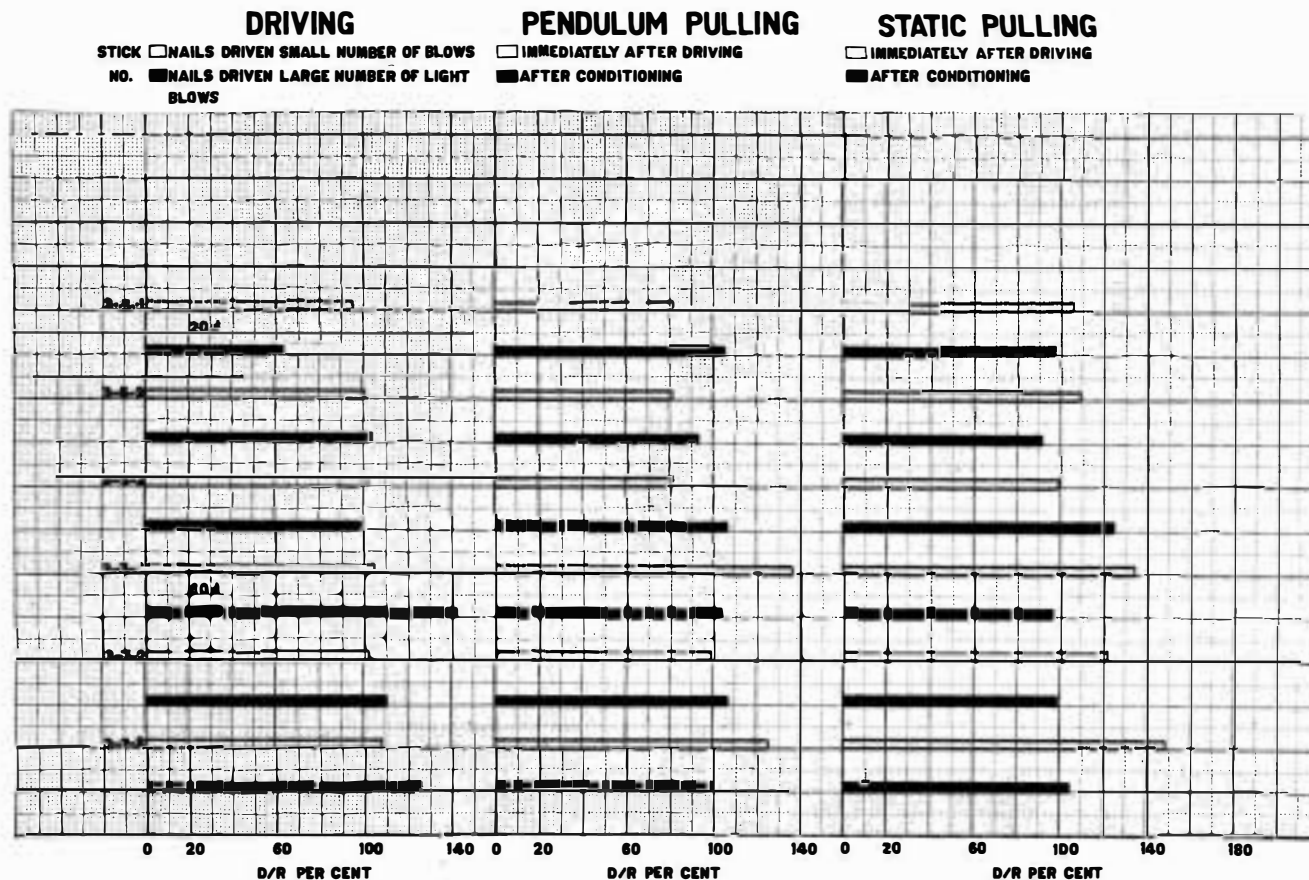 DRIVING
PENDULUM PULLING
STATIC PULLING
STICK NAILS DRIVEN SMALL NUMBER OF BLOWS
IMMEDIATELY AFTER DRIVING
IMMEDIATELY AFTER DRIVING
NO. NAILS DRIVEN LARGE NUMBER OF LIGHT
AFTER CONDITIONING
AFTER CONDITIONING
BLOWS
20d
0 20 60 100 140 0 20 60 100 140 0 20 60 100 140 180
D/R PER CENT
D/R PER CENT
D/R PER CENT